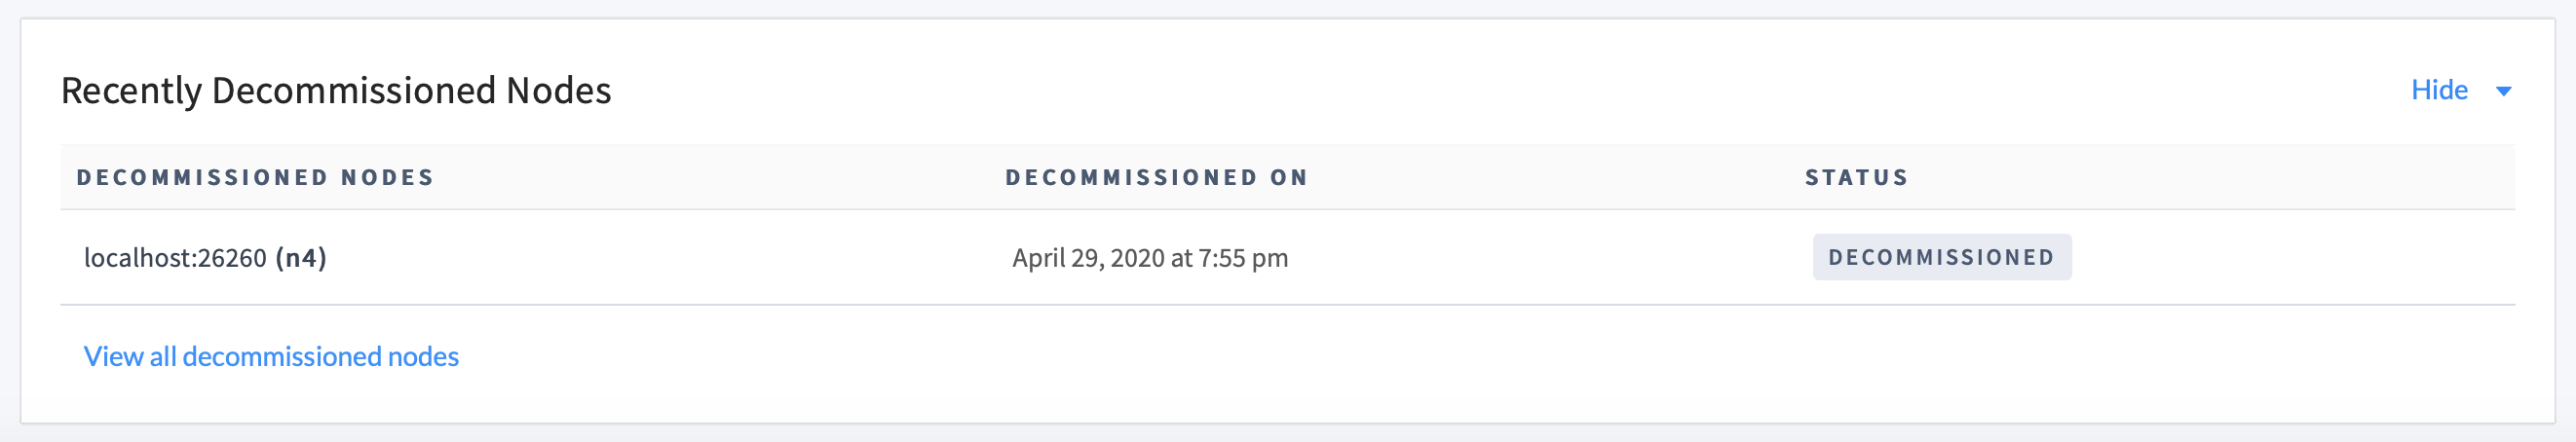 Recently Decommissioned Nodes
Hide
DECOMMISSIONED NODES DECOMMISSIONED ON STATUS
localhost:26260 (n4) April 29, 2020 at 7:55 pm DECOMMISSIONED
View all decommissioned nodes